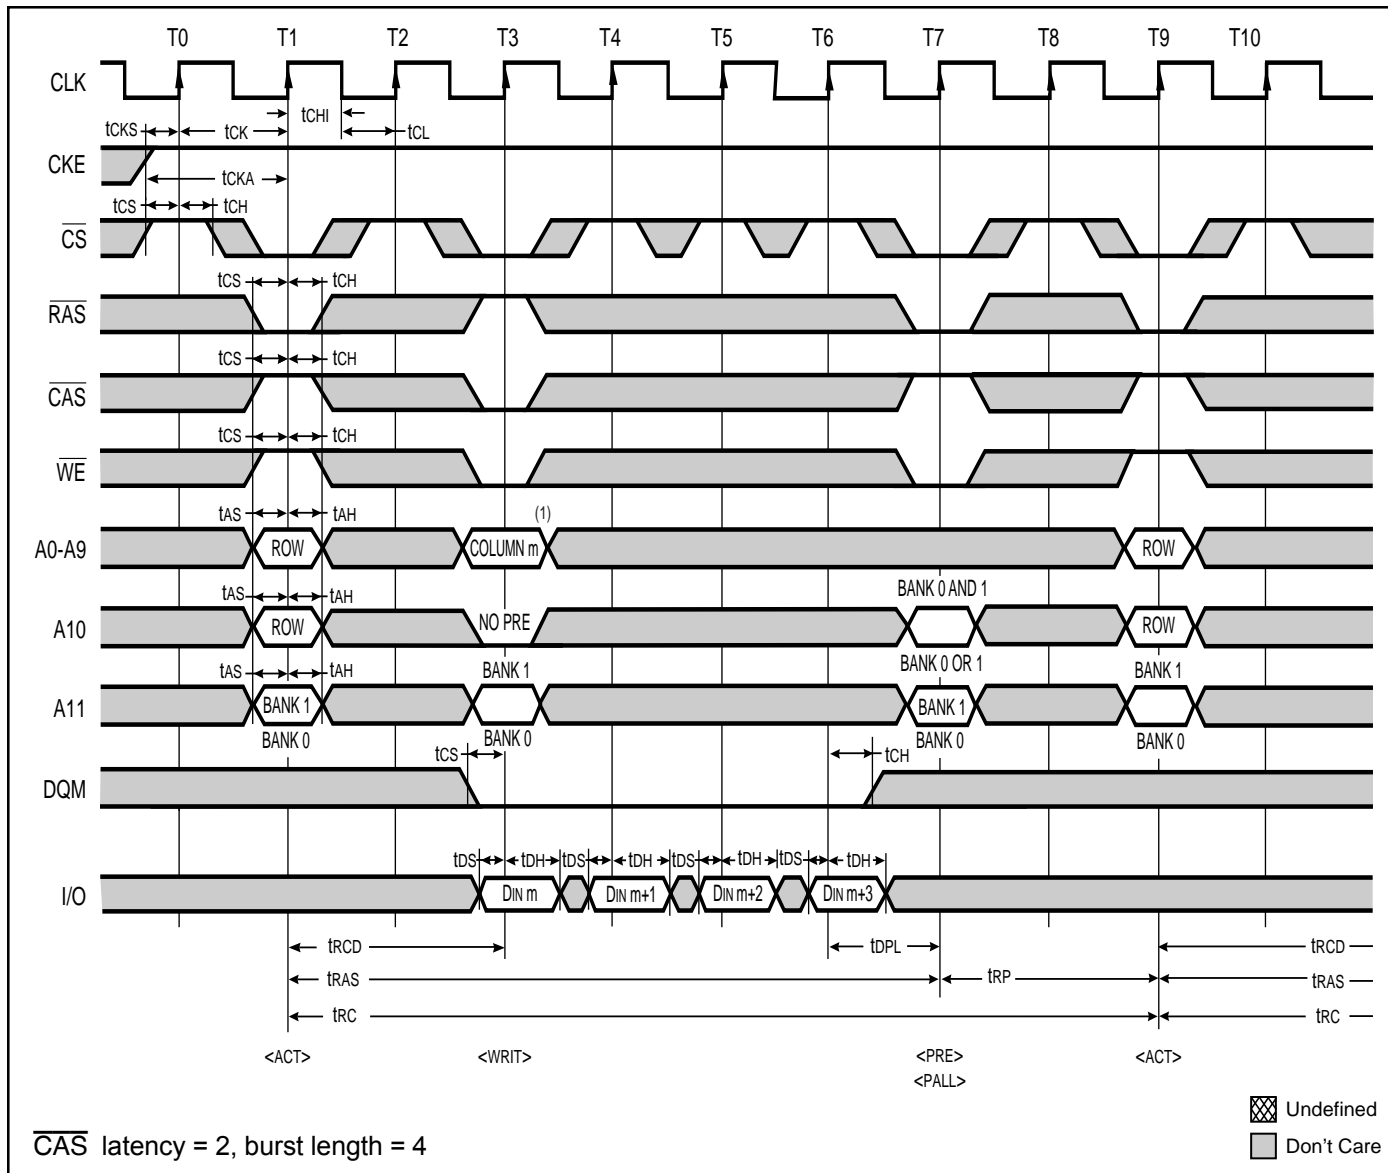 T0 T1 T2 T3 T4 T5 T6 T7 T8 T9 T10
CLK
tCHI
tCKS tCK tCL
CKE
tCKA
tCS tCH
CS
tCS tCH
RAS
tCS tCH
CAS
tCS tCH
WE
tAS tAH (1)
A0-A9 ROW COLUMN m ROW
tAS tAH BANK 0 AND 1
A10 ROW NO PRE ROW
tAS tAH BANK 1 BANK 0 OR 1 BANK 1
A11 BANK 1 BANK 1
BANK 0 BANK 0 BANK 0 BANK 0
tCS tCH
DQM
tDS tDH tDS tDH tDS tDH tDS tDH
I/O DIN m DIN m+1 DIN m+2 DIN m+3
tRCD tDPL tRCD
tRAS tRP tRAS
tRC tRC
<ACT> <WRIT> <PRE> <ACT>
<PALL>
Undefined
CAS latency = 2, burst length = 4 Don't Care